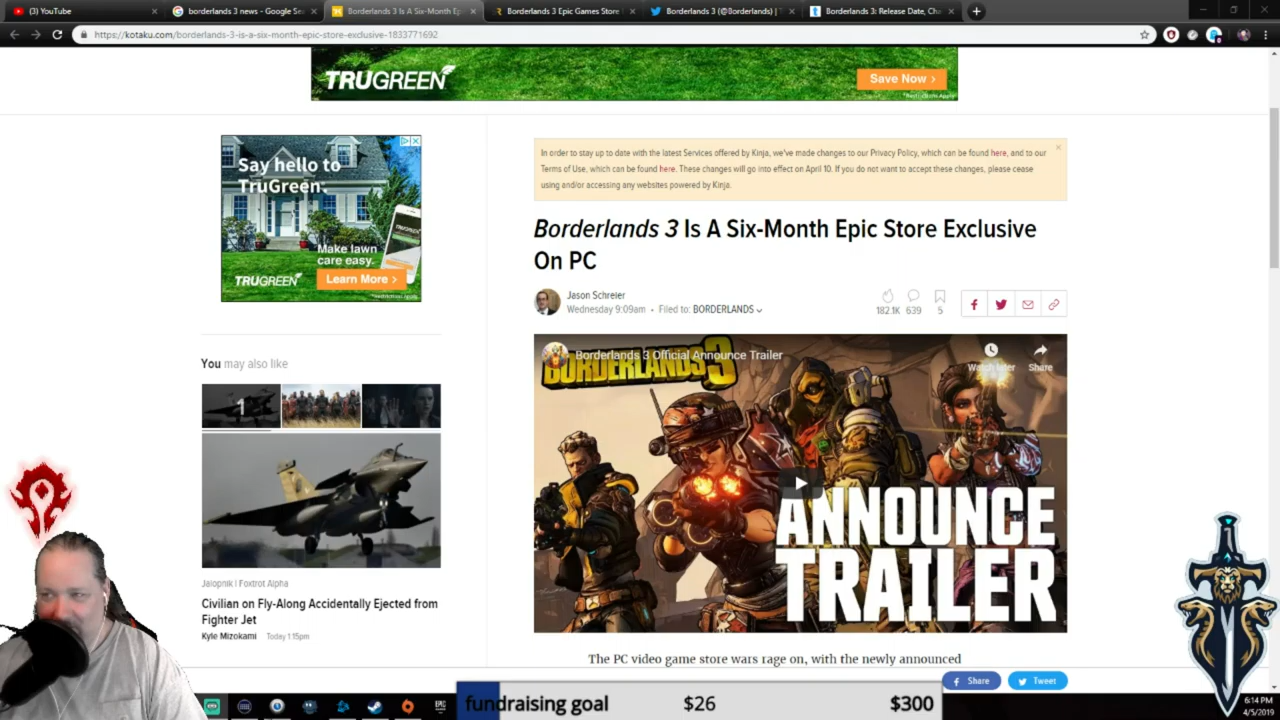 (3) YouTube
borderlands 3 news - Google Se
Borderlands 3 Is A Six-Month Ep
Borderlands 3 Epic Games Store
Borderlands 3 (@Borderlands) | T
Borderlands 3: Release Date, Cha
https://kotaku.com/borderlands-3-is-a-six-month-epic-store-exclusive-1833771692
TRUGREEN
Save Now >
Say hello to
TruGreen.
Make lawn
care easy.
TRUGREEN
Learn More >
In order to stay up to date with the latest Services offered by Kinja, we've made changes to our Privacy Policy, which can be found here, and to our
Terms of Use, which can be found here. These changes will go into effect on April 10. If you do not want to accept these changes, please cease
using and/or accessing any websites powered by Kinja.
Borderlands 3 Is A Six-Month Epic Store Exclusive
On PC
Jason Schreier
Wednesday 9:09am • Filed to: BORDERLANDS
182.1K
639
5
You may also like
1
Jalopnik | Foxtrot Alpha
Civilian on Fly-Along Accidentally Ejected from
Fighter Jet
Kyle Mizokami Today 1:15pm
Borderlands 3 Official Announce Trailer
Watch later
Share
BORDERLANDS 3
ANNOUNCE
TRAILER
The PC video game store wars rage on, with the newly announced
Share
Tweet
fundraising goal
$26
$300
EPIC
6:14 PM
4/5/2019